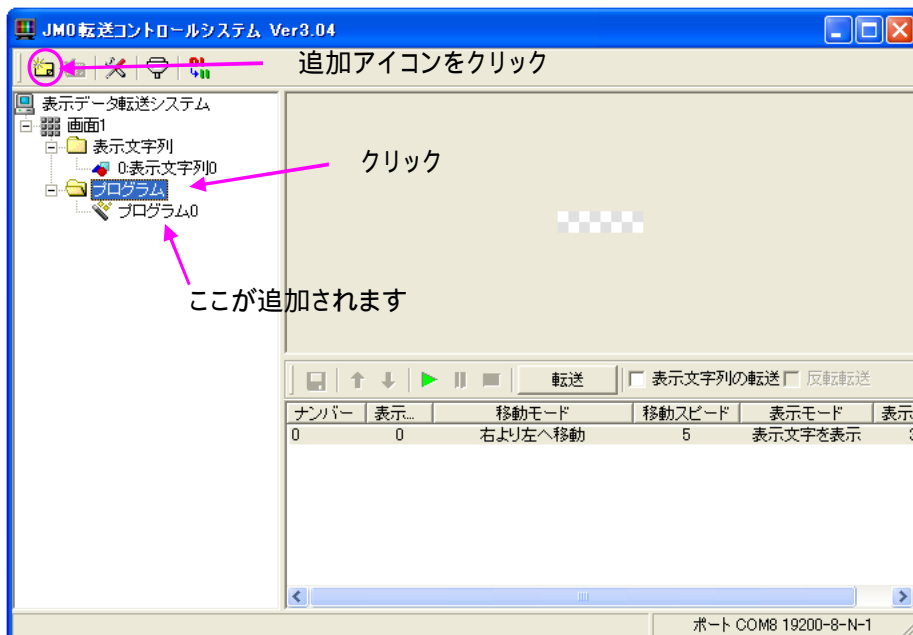 JM0転送コントロールシステム Ver3.04
追加アイコンをクリック
表示データ転送システム
画面1
表示文字列
0:表示文字列0
クリック
プログラム
プログラム0
ここが追加されます
転送
表示文字列の転送
反転転送
ナンバー 表示... 移動モード 移動スピード 表示モード 表示
0 0 右より左へ移動 5 表示文字を表示
ポート COM8 19200-8-N-1